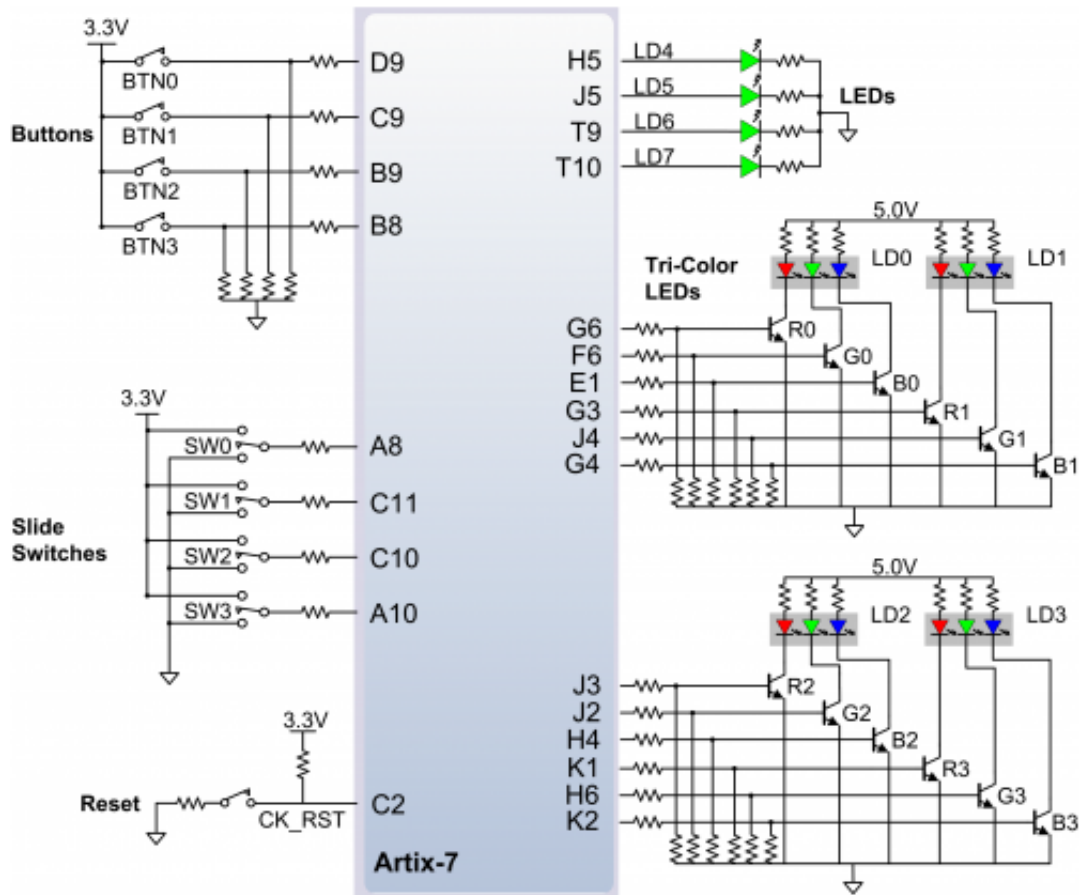 3.3V
BTN0
D9
BTN1
C9
Buttons
BTN2
B9
BTN3
B8
3.3V
SW0
A8
SW1
C11
Slide
Switches
SW2
C10
SW3
A10
3.3V
Reset
CK_RST
C2
Artix-7
H5
LD4
J5
LD5
LEDs
T9
LD6
T10
LD7
5.0V
Tri-Color
LEDs
LD0
LD1
G6
R0
F6
G0
E1
B0
G3
R1
J4
G1
G4
B1
5.0V
LD2
LD3
J3
R2
J2
G2
H4
B2
K1
R3
H6
G3
K2
B3